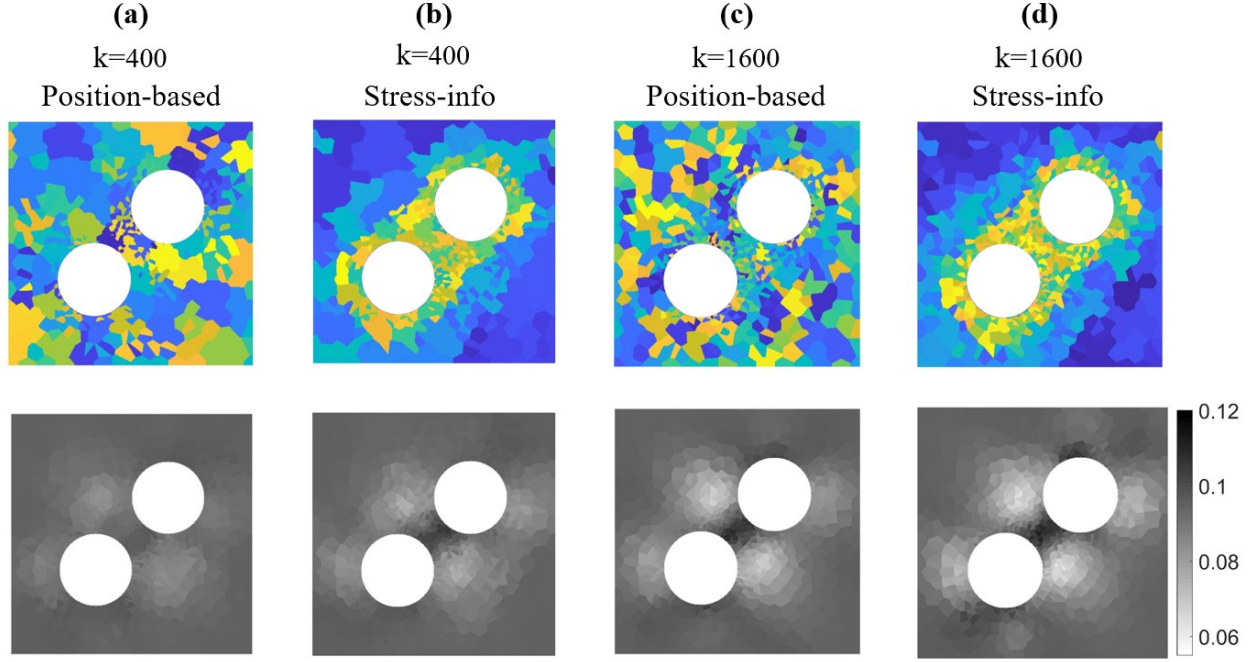 (a)
k=400
Position-based
(b)
k=400
Stress-info
(c)
k=1600
Position-based
(d)
k=1600
Stress-info
0.12
0.1
0.08
0.06